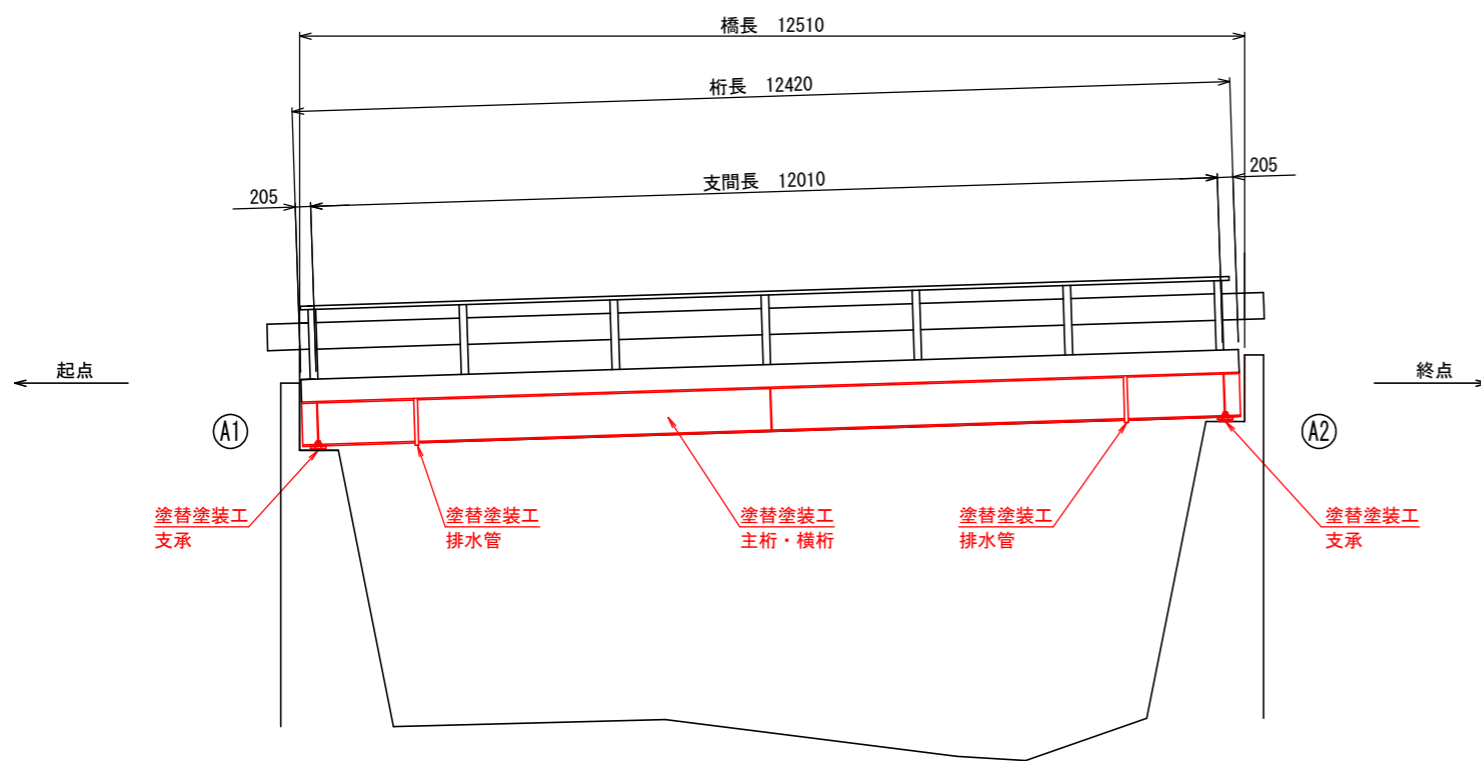 橋長 12510
桁長 12420
支間長 12010
205
205
起点
終点
A1
A2
塗替塗装工
支承
塗替塗装工
排水管
塗替塗装工
主桁・横桁
塗替塗装工
排水管
塗替塗装工
支承